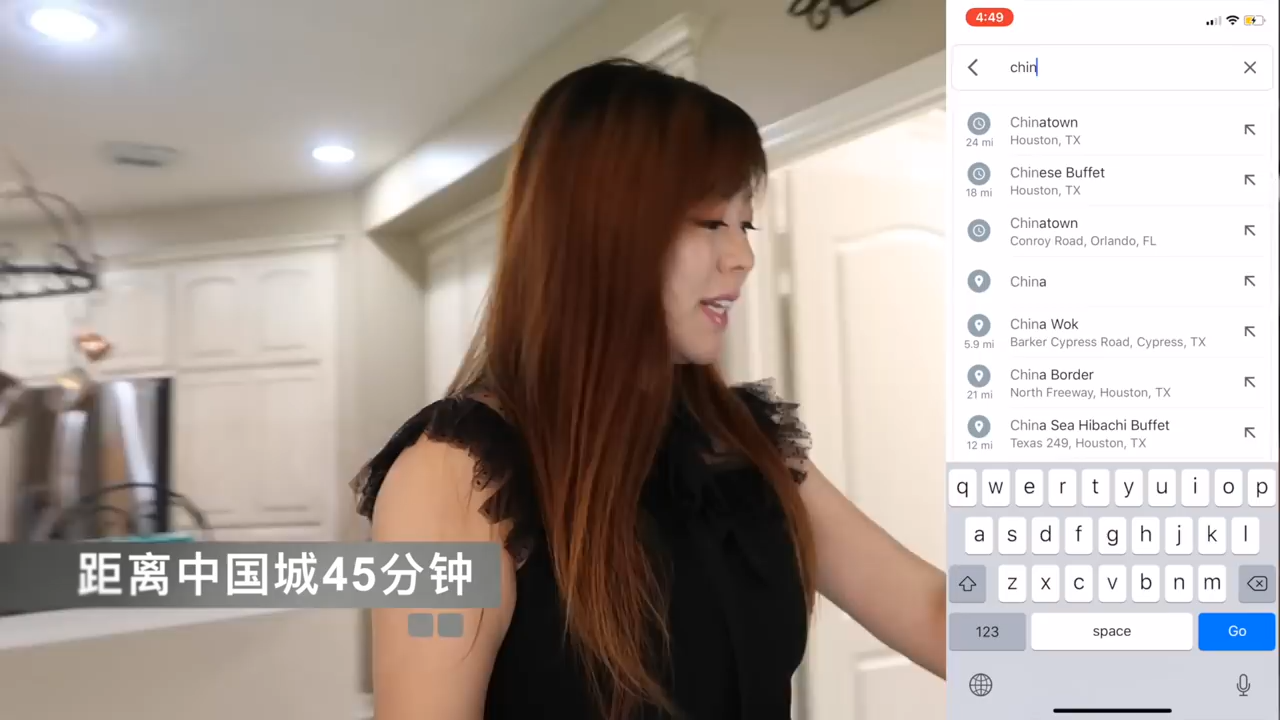 距离中国城45分钟
4:49
chin
Chinatown
Houston, TX
24 mi
Chinese Buffet
Houston, TX
18 mi
Chinatown
Conroy Road, Orlando, FL
China
China Wok
Barker Cypress Road, Cypress, TX
5.9 mi
China Border
North Freeway, Houston, TX
21 mi
China Sea Hibachi Buffet
Texas 249, Houston, TX
12 mi
q w e r t y u i o p
a s d f g h j k l
z x c v b n m
123 space Go